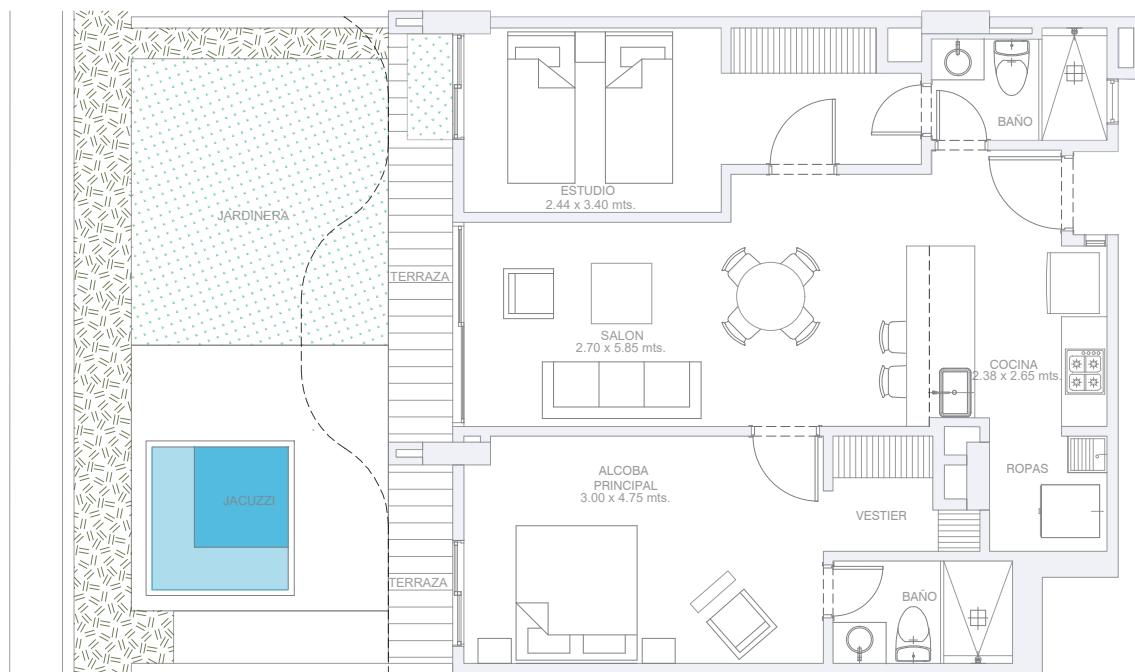 BAÑO
ESTUDIO
2.44 x 3.40 mts.
JARDINERA
TERRAZA
SALON
2.70 x 5.85 mts.
COCINA
2.38 x 2.65 mts.
ALCOBA
PRINCIPAL
3.00 x 4.75 mts.
ROPAS
JACUZZI
VESTIER
TERRAZA
BAÑO